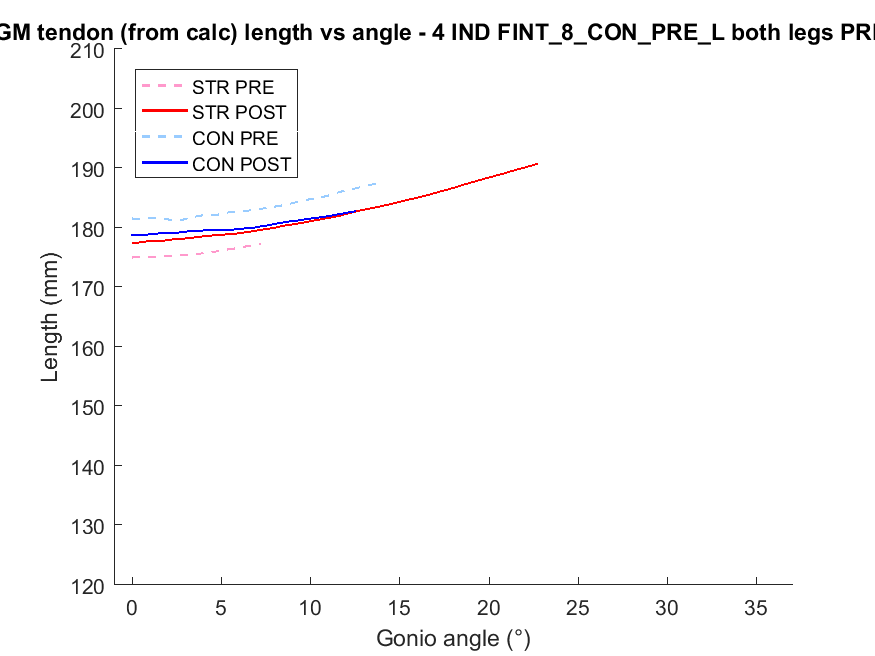 GM tendon (from calc) length vs angle - 4 IND FINT_8_CON_PRE_L both legs PRE
STR PRE
STR POST
CON PRE
CON POST
210
200
190
180
170
160
150
140
130
120
Length (mm)
0 5 10 15 20 25 30 35
Gonio angle (°)